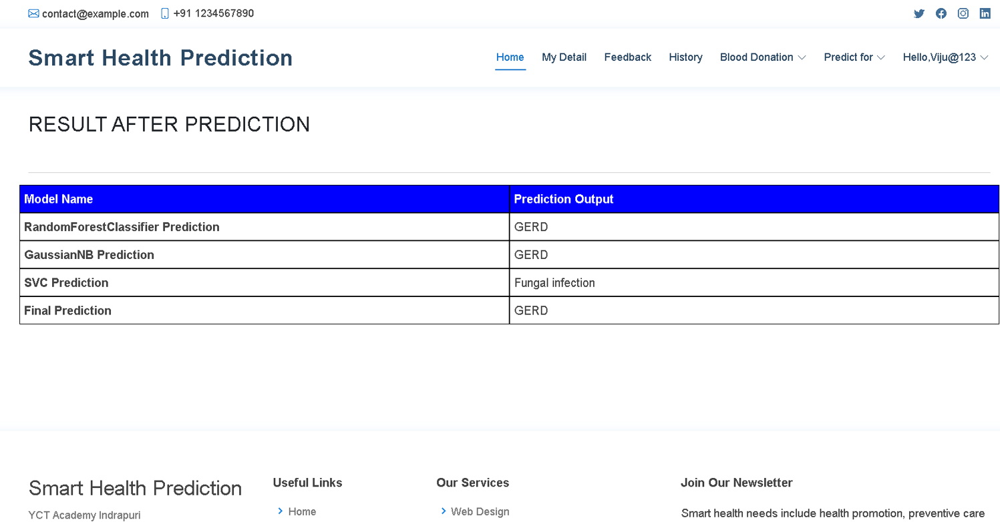 contact@example.com +91 1234567890
Smart Health Prediction Home My Detail Feedback History Blood Donation Predict for Hello,Viju@123
RESULT AFTER PREDICTION
Model Name Prediction Output
RandomForestClassifier Prediction GERD
GaussianNB Prediction GERD
SVC Prediction Fungal infection
Final Prediction GERD
Smart Health Prediction Useful Links Our Services Join Our Newsletter
YCT Academy Indrapuri Home Web Design Smart health needs include health promotion, preventive care